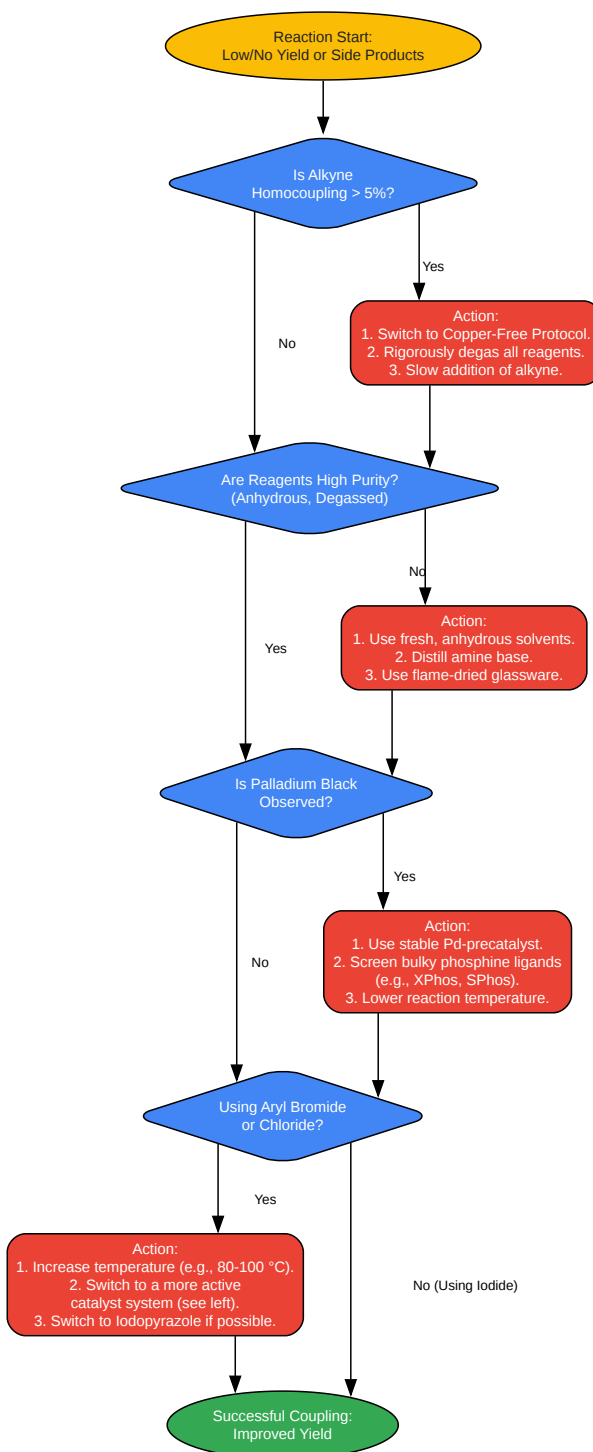 Reaction Start:
Low/No Yield or Side Products
Is Alkyne
Homocoupling > 5%?
Yes
Action:
1. Switch to Copper-Free Protocol.
2. Rigorously degas all reagents.
3. Slow addition of alkyne.
No
Are Reagents High Purity?
(Anhydrous, Degassed)
No
Action:
1. Use fresh, anhydrous solvents.
2. Distill amine base.
3. Use flame-dried glassware.
Yes
Is Palladium Black
Observed?
Yes
Action:
1. Use stable Pd-precatalyst.
2. Screen bulky phosphine ligands
(e.g., XPhos, SPhos).
3. Lower reaction temperature.
No
Using Aryl Bromide
or Chloride?
Yes
Action:
1. Increase temperature (e.g., 80-100 °C).
2. Switch to a more active
catalyst system (see left).
3. Switch to Iodopyrazole if possible.
No (Using Iodide)
Successful Coupling:
Improved Yield